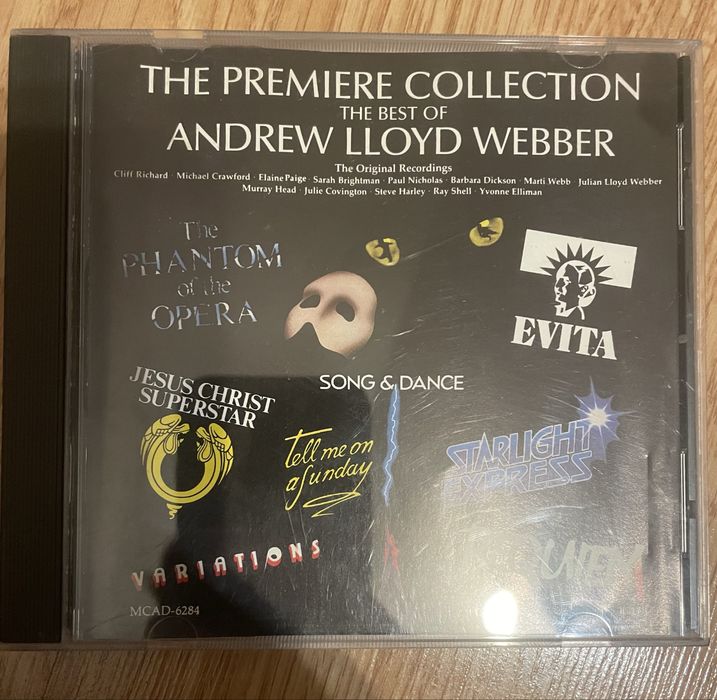 THE PREMIERE COLLECTION
THE BEST OF
ANDREW LLOYD WEBBER
The Original Recordings
Cliff Richard · Michael Crawford · Elaine Paige · Sarah Brightman · Paul Nicholas · Barbara Dickson · Marti Webb · Julian Lloyd Webber
Murray Head · Julie Covington · Steve Harley · Ray Shell · Yvonne Elliman
The
PHANTOM
of the
OPERA
EVITA
SONG & DANCE
JESUS CHRIST
SUPERSTAR
tell me on
a Sunday
STARLIGHT
EXPRESS
VARIATIONS
MCAD-6284